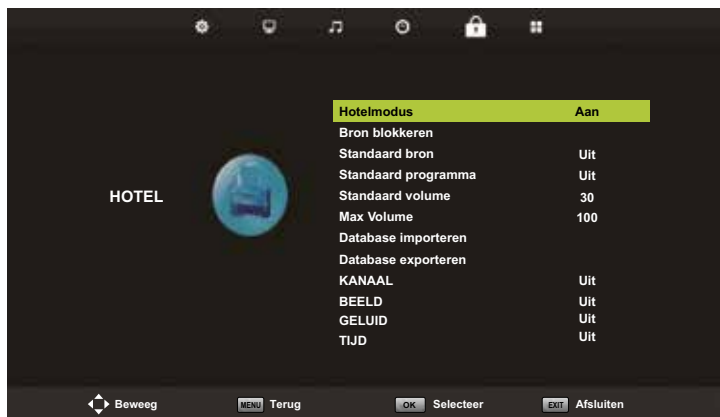 Hotelmodus Aan
Bron blokkeren
Standaard bron Uit
Standaard programma Uit
HOTEL
Standaard volume 30
Max Volume 100
Database importeren
Database exporteren
KANAAL Uit
BEELD Uit
GELUID Uit
TIJD Uit
Beweeg MENU Terug OK Selecteer EXIT Afsluiten